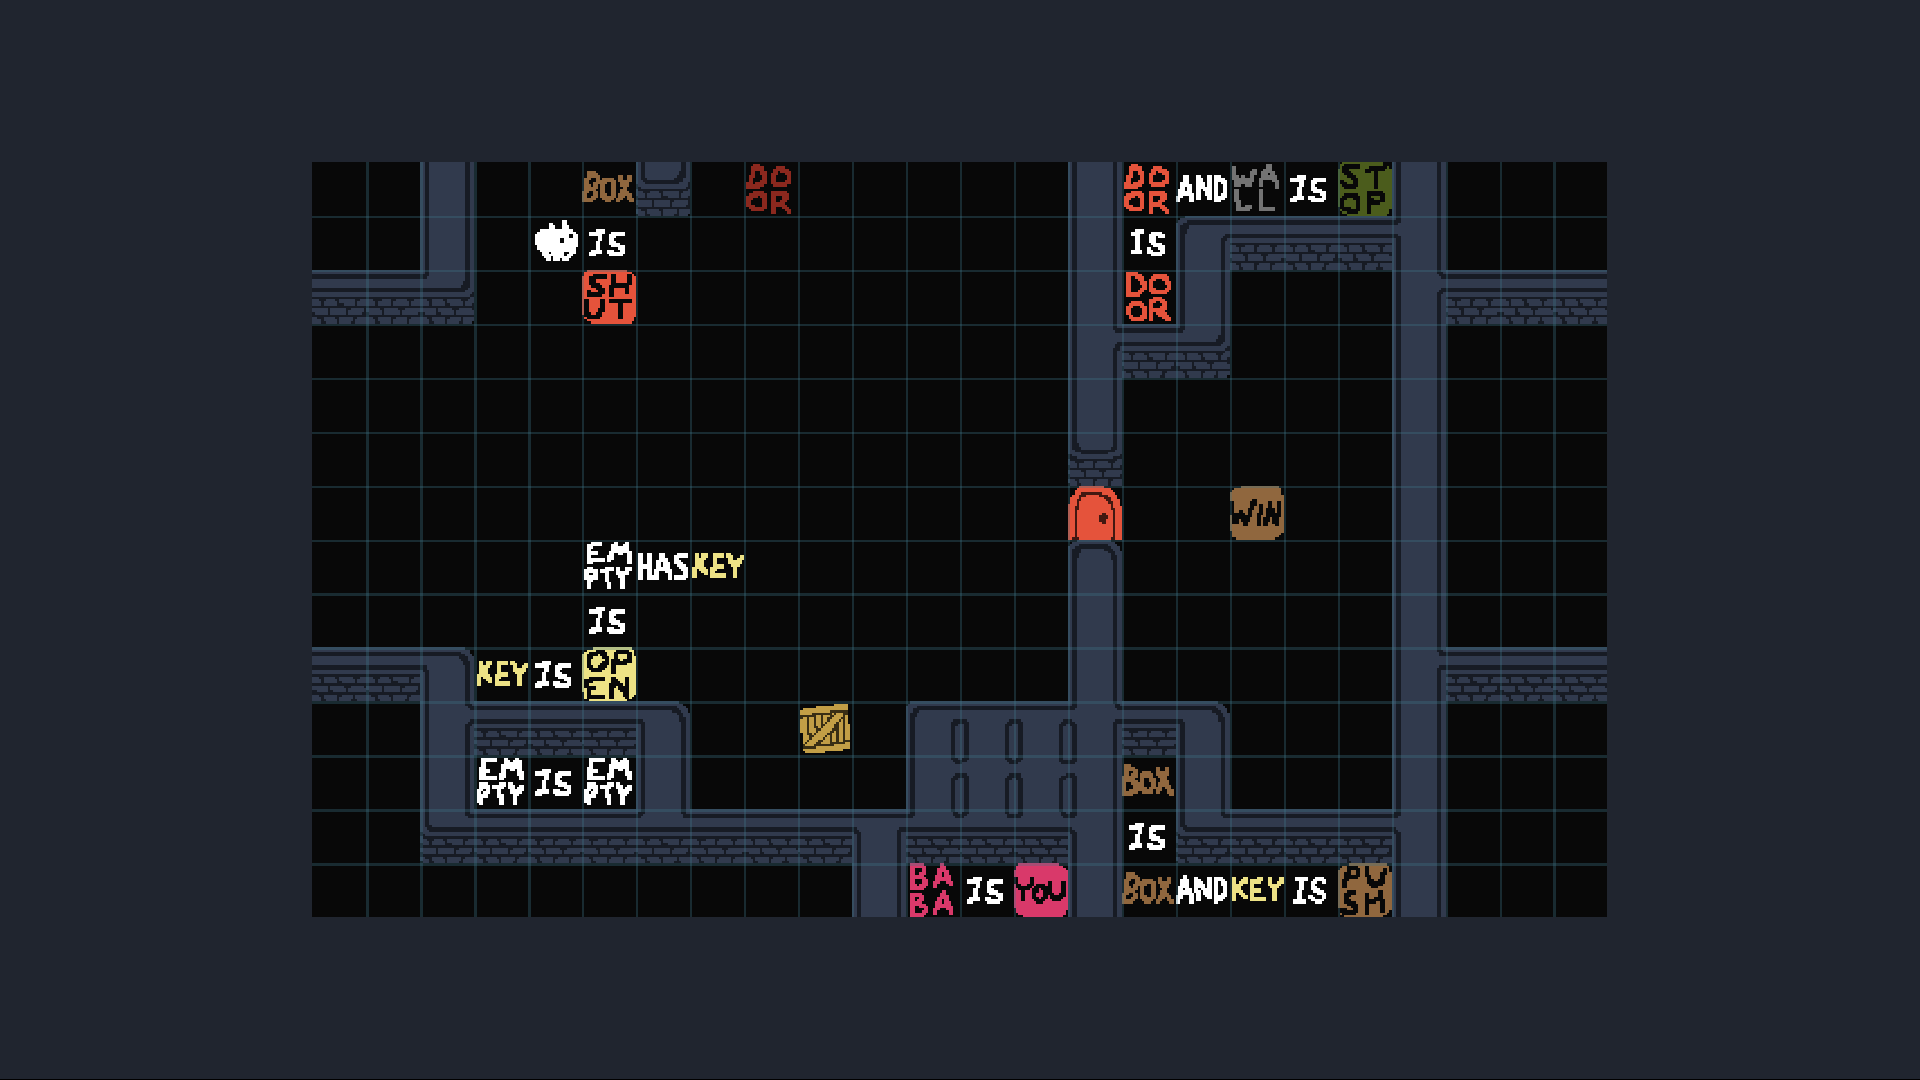 BOX DOOR DOOR AND WALL IS STOP
IS IS
SHUT DOOR
WIN
EMPTY HAS KEY
IS
KEY IS OPEN
EMPTY IS EMPTY BOX
IS
BABA IS YOU BOX AND KEY IS PUSH